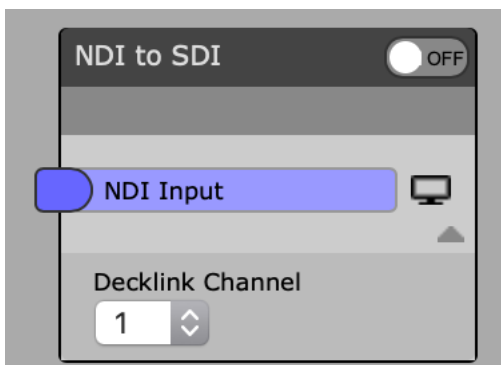 NDI to SDI
OFF
NDI Input
Decklink Channel
1